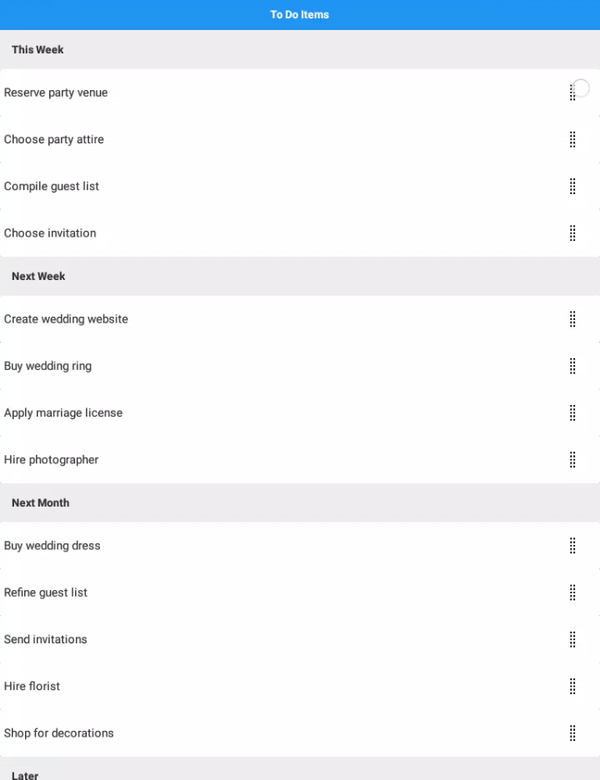 To Do Items
This Week
Reserve party venue
Choose party attire
Compile guest list
Choose invitation
Next Week
Create wedding website
Buy wedding ring
Apply marriage license
Hire photographer
Next Month
Buy wedding dress
Refine guest list
Send invitations
Hire florist
Shop for decorations
Later